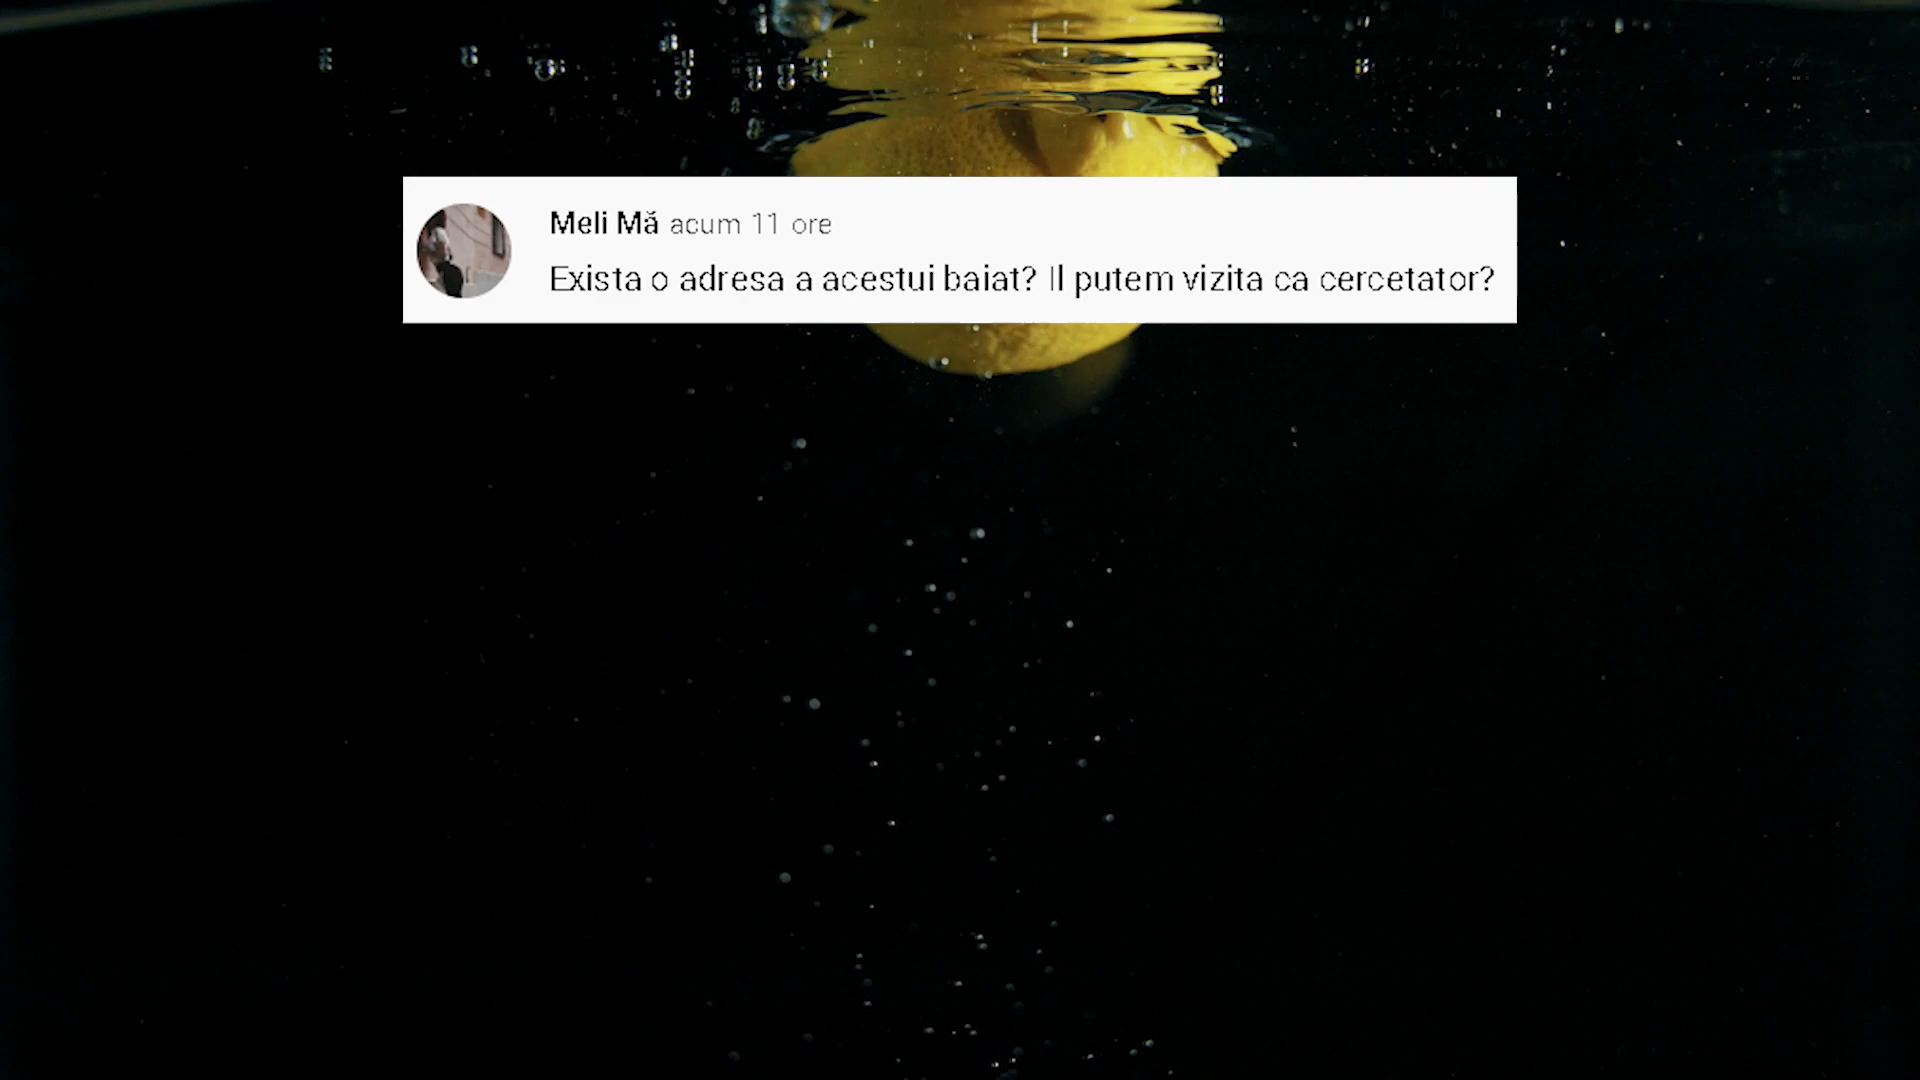 Meli Mă acum 11 ore
Exista o adresa a acestui baiat? Il putem vizita ca cercetator?